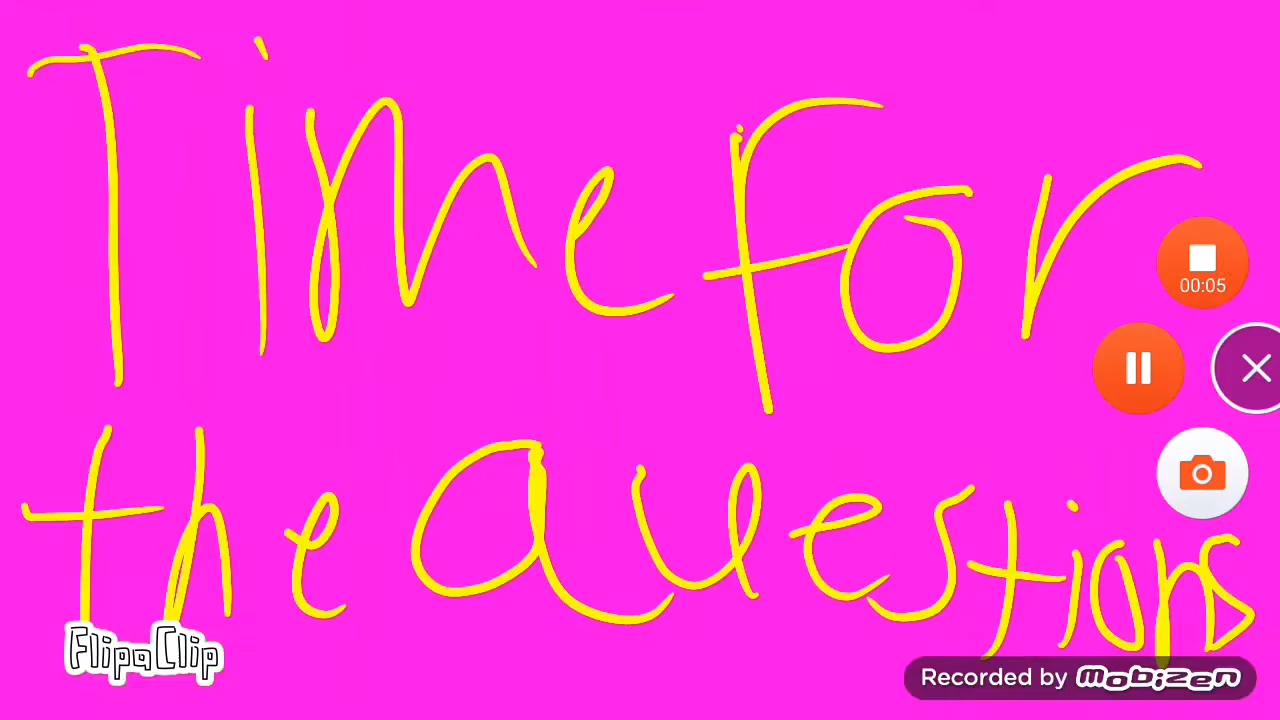 Time For
the questions
00:05
FlipaClip
Recorded by mobizen